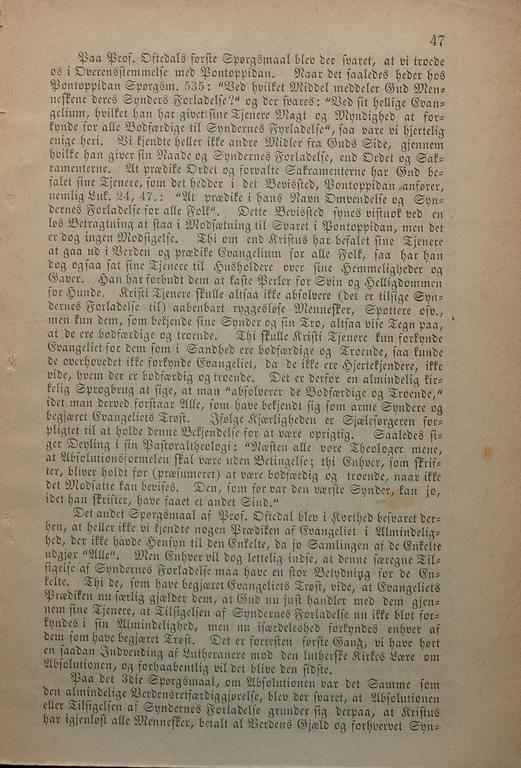 47
Paa Prof. Oftedals første Spørgsmaal blev der svaret, at vi troede
os i Overensstemmelse med Pontoppidan. Naar det saaledes heder hos
Pontoppidan Spørgsm. 535: "Ved hvilket Middel meddeler Gud Men-
neskene deres Synders Forladelse?" og der svares: "Ved sit hellige Evan-
gelium, hvilket han har givet sine Tjenere Magt og Myndighed at for-
kynde for alle Bodfærdige til Syndernes Fyrladelse", saa vare vi hjertelig
enige heri. Vi kjendte heller ikke andre Midler fra Guds Side, gjennem
hvilke han giver sin Naade og Syndernes Forladelse, end Ordet og Sak-
ramenterne. At prædike Ordet og forvalte Sakramenterne har Gud be-
falet sine Tjenere, som det hedder i det Bevissted, Pontoppidan anfører,
nemlig Luk. 24, 47.: "At prædike i hans Navn Omvendelse og Syn-
dernes Forladelse for alle Folk". Dette Bevissted synes vistnok ved en
løs Betragtning at staa i Modsætning til Svaret i Pontoppidan, men det
er dog ingen Modsigelse. Thi om end Kristus har befalet sine Tjenere
at gaa ud i Verden og prædike Evangelium for alle Folk, saa har han
dog ogsaa sat sine Tjenere til Husholdere over sine Hemmeligheder og
Gaver. Han har forbudt dem at kaste Perler for Svin og Helligdommen
for Hunde. Kristi Tjenere skulle altsaa ikke absolvere (det er tilsige Syn-
dernes Forladelse til) aabenbart ryggesløse Mennesker, Spottere osv.,
men kun dem, som bekjende sine Synder og sin Tro, altsaa vise Tegn paa,
at de ere bodfærdige og troende. Thi skulle Kristi Tjenere kun forkynde
Evangeliet for dem som i Sandhed ere bodfærdige og Troende, saa kunde
de overhovedet ikke forkynde Evangeliet, da de ikke ere Hjertekjendere, ikke
vide, hvem der er bodfærdig og troende. Det er derfor en almindelig kir-
kelig Sprogbrug at sige, at man "absolverer de Bodfærdige og Troende,"
idet man derved forstaar Alle, som have bekjendt sig som arme Syndere og
begjæret Evangeliets Trøst. Ifølge Kjærligheden er Sjælesørgeren for-
pligtet til at holde denne Bekjendelse for at være oprigtig. Saaledes si-
ger Deyling i sin Pastoraltheologi: "Næsten alle vore Theologer mene,
at Absolutionsformelen skal være uden Betingelse; thi Enhver, som skrif-
ter, bliver holdt for (præsumeret) at være bodfærdig og troende, naar ikke
det Modsatte kan bevises. Den, som før var den værste Synder, kan jo,
idet han skrifter, have faaet et andet Sind."
Det andet Spørgsmaal af Prof. Oftedal blev i Korthed besvaret der-
hen, at heller ikke vi kjendte nogen Prædiken af Evangeliet i Almindelig-
hed, der ikke havde Hensyn til den Enkelte, da jo Samlingen af de Enkelte
udgjør "Alle". Men Enhver vil dog lettelig indse, at denne særegne Til-
sigelse af Syndernes Forladelse maa have en stor Betydning for de En-
kelte. Thi de, som have begjæret Evangeliets Trøst, vide, at Evangeliets
Prædiken nu særlig gjælder dem, at Gud nu just handler med dem gjen-
nem sine Tjenere, at Tilsigelsen af Syndernes Forladelse nu ikke blot for-
kyndes i sin Almindelighed, men nu isærdeleshed forkyndes enhver af
dem som have begjæret Trøst. Det er forresten første Gang, vi have hørt
en saadan Indvending af Lutheranere mod den lutherske Kirkes Lære om
Absolutionen, og forhaabentlig vil det blive den sidste.
Paa det 3die Spørgsmaal, om Absolutionen var det Samme som
den almindelige Verdensretfærdiggjørelse, blev der svaret, at Absolutionen
eller Tilsigelsen af Syndernes Forladelse grunder sig derpaa, at Kristus
har igjenløst alle Mennesker, betalt al Verdens Gjæld og forhvervet Syn-